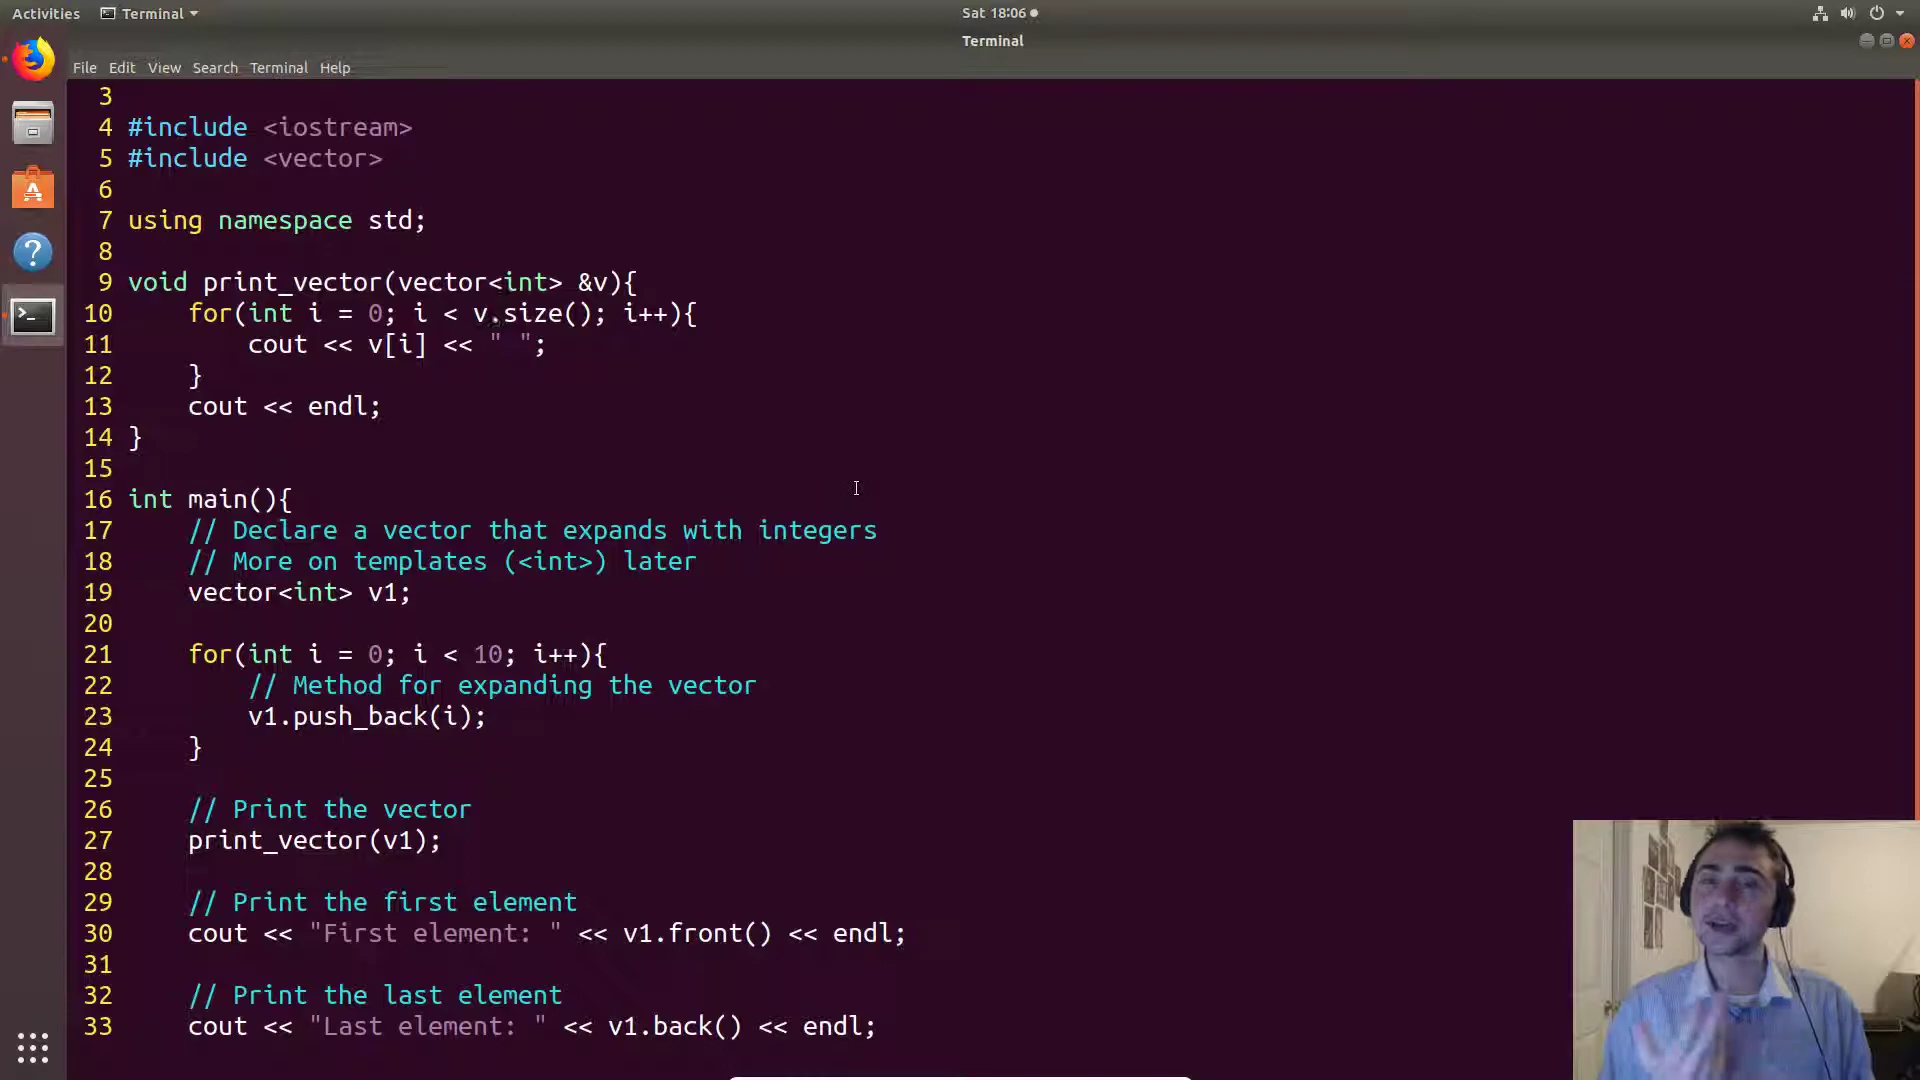 Activities Terminal Sat 18:06
Terminal
File Edit View Search Terminal Help
3
4 #include <iostream>
5 #include <vector>
6
7 using namespace std;
8
9 void print_vector(vector<int> &v){
10     for(int i = 0; i < v.size(); i++){
11         cout << v[i] << " ";
12     }
13     cout << endl;
14 }
15
16 int main(){
17     // Declare a vector that expands with integers
18     // More on templates (<int>) later
19     vector<int> v1;
20
21     for(int i = 0; i < 10; i++){
22         // Method for expanding the vector
23         v1.push_back(i);
24     }
25
26     // Print the vector
27     print_vector(v1);
28
29     // Print the first element
30     cout << "First element: " << v1.front() << endl;
31
32     // Print the last element
33     cout << "Last element: " << v1.back() << endl;